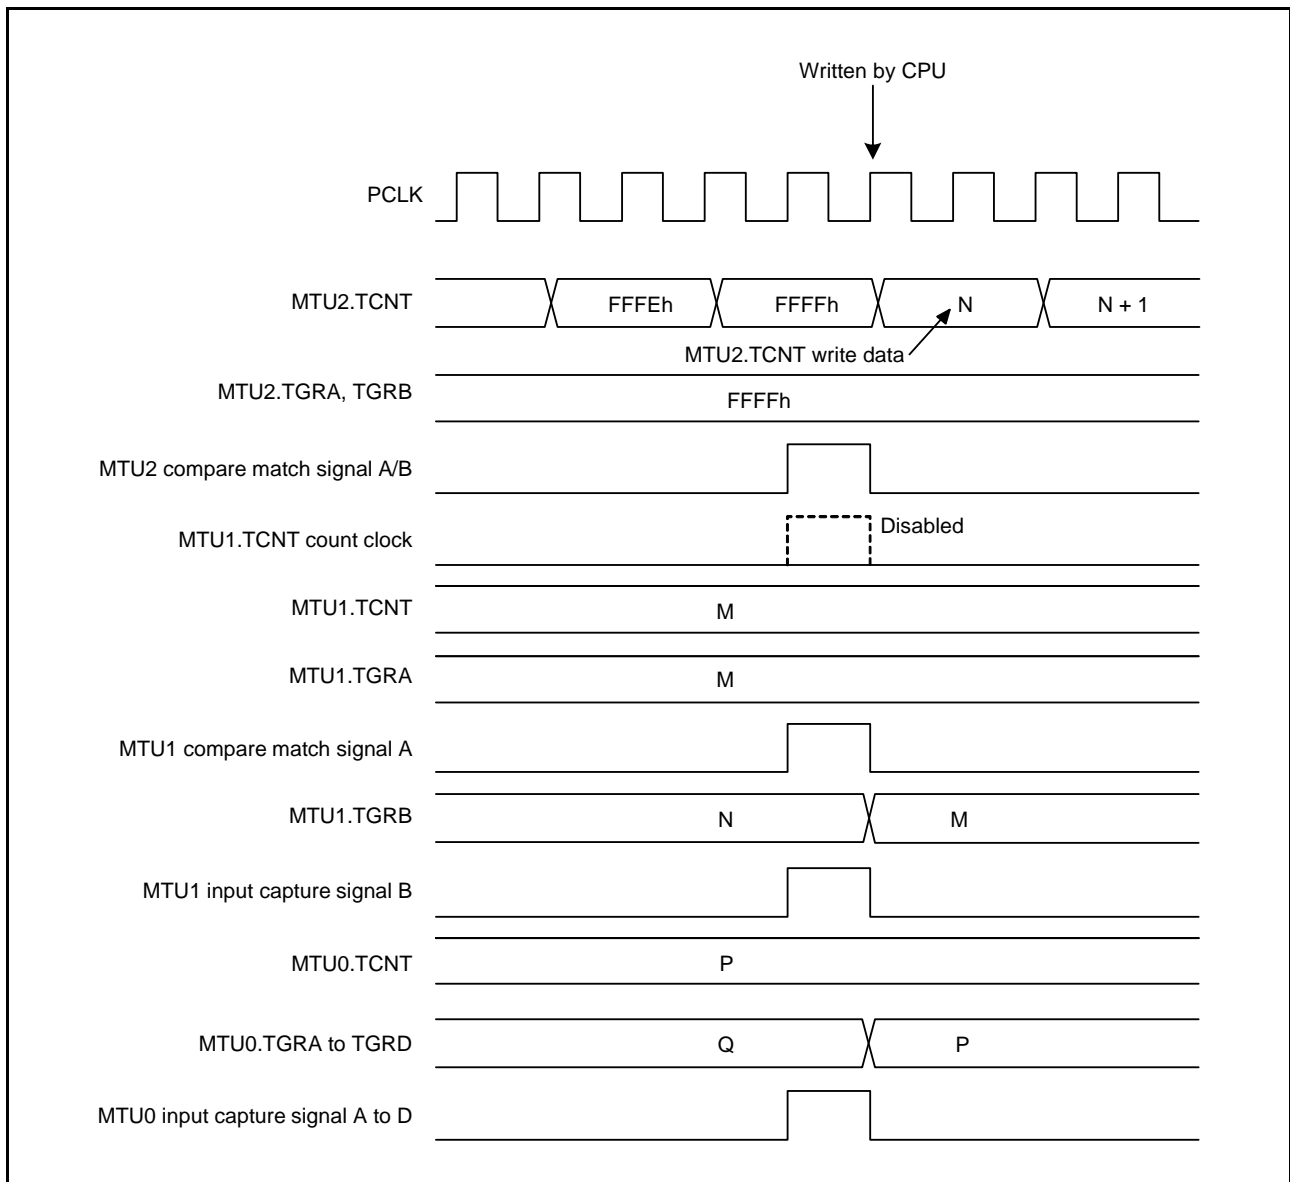 Written by CPU
PCLK
MTU2.TCNT FFFEh FFFFh N N + 1
MTU2.TCNT write data
MTU2.TGRA, TGRB FFFFh
MTU2 compare match signal A/B
MTU1.TCNT count clock Disabled
MTU1.TCNT M
MTU1.TGRA M
MTU1 compare match signal A
MTU1.TGRB N M
MTU1 input capture signal B
MTU0.TCNT P
MTU0.TGRA to TGRD Q P
MTU0 input capture signal A to D